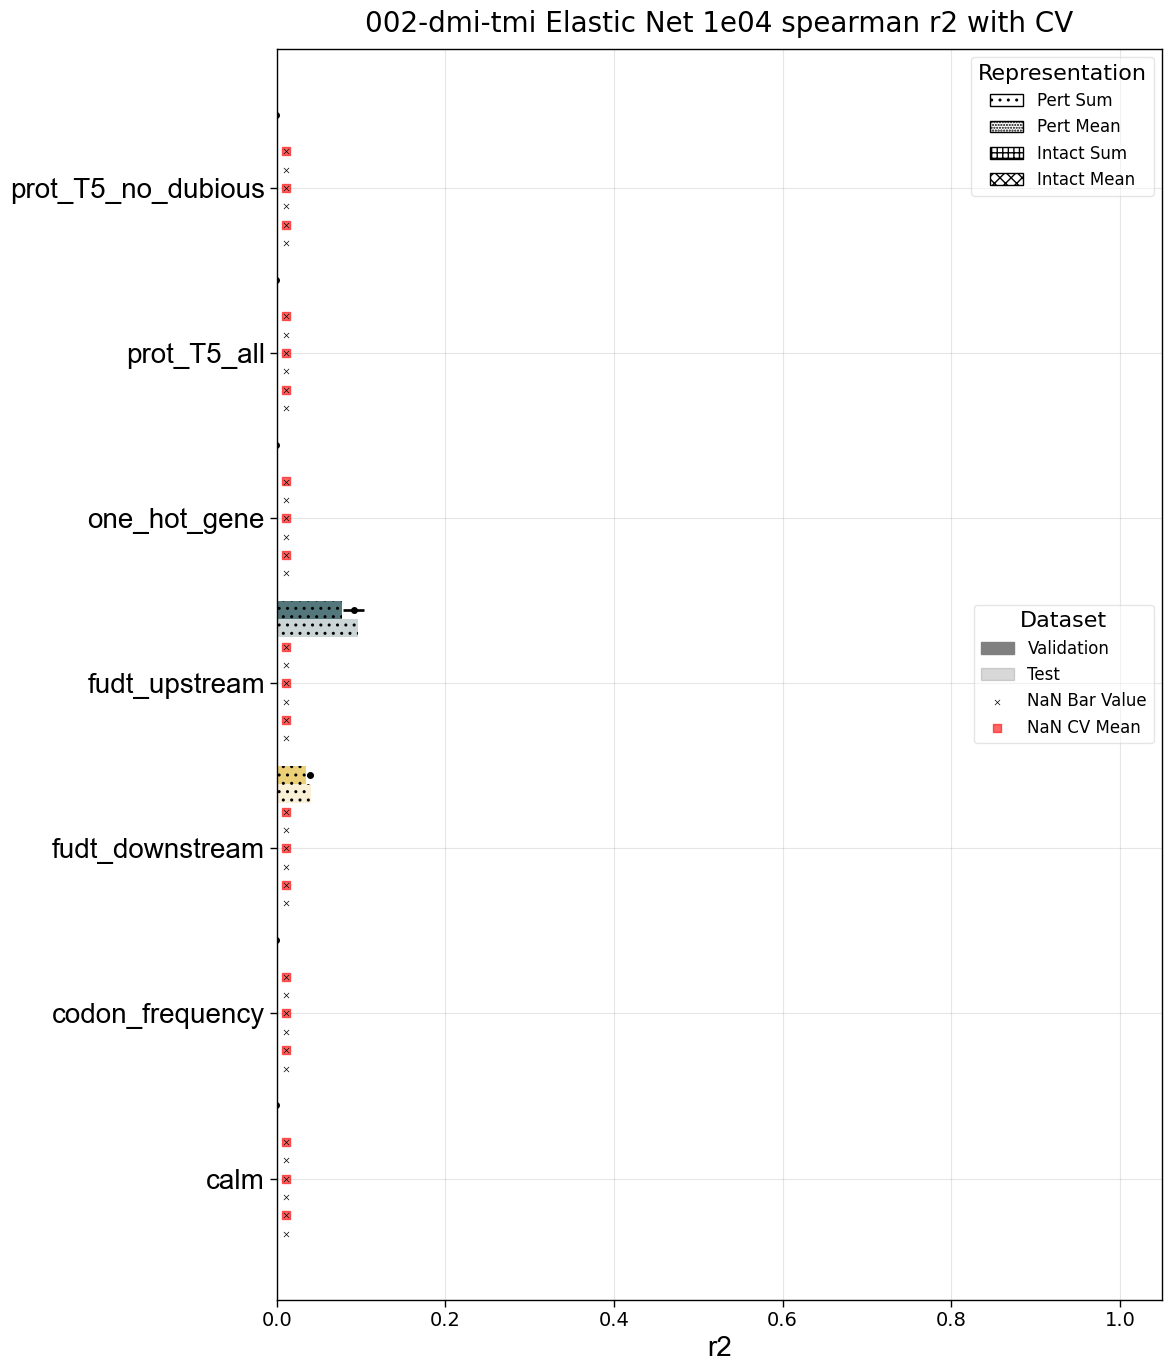 002-dmi-tmi Elastic Net 1e04 spearman r2 with CV
Representation
Pert Sum
Pert Mean
Intact Sum
Intact Mean
prot_T5_no_dubious
prot_T5_all
one_hot_gene
fudt_upstream
fudt_downstream
codon_frequency
calm
Dataset
Validation
Test
NaN Bar Value
NaN CV Mean
0.0 0.2 0.4 0.6 0.8 1.0
r2